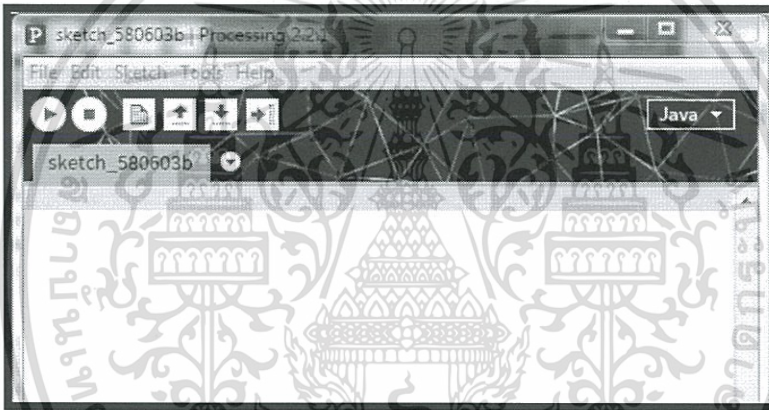 sketch_580603b | Processing 2.2.1
File Edit Sketch Tools Help
Java
sketch_580603b